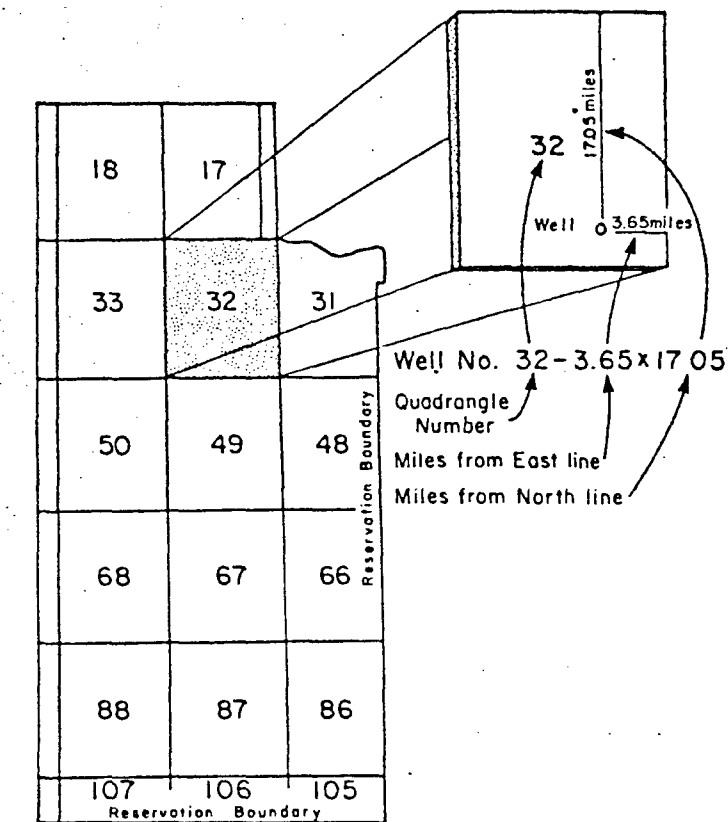 18 17
33 32 31
50 49 48
68 67 66
88 87 86
107 106 105
Reservation Boundary
Reservation Boundary
32
17.05 miles
Well 3.65 miles
Well No. 32-3.65x17.05
Quadrangle
Number
Miles from East line
Miles from North line